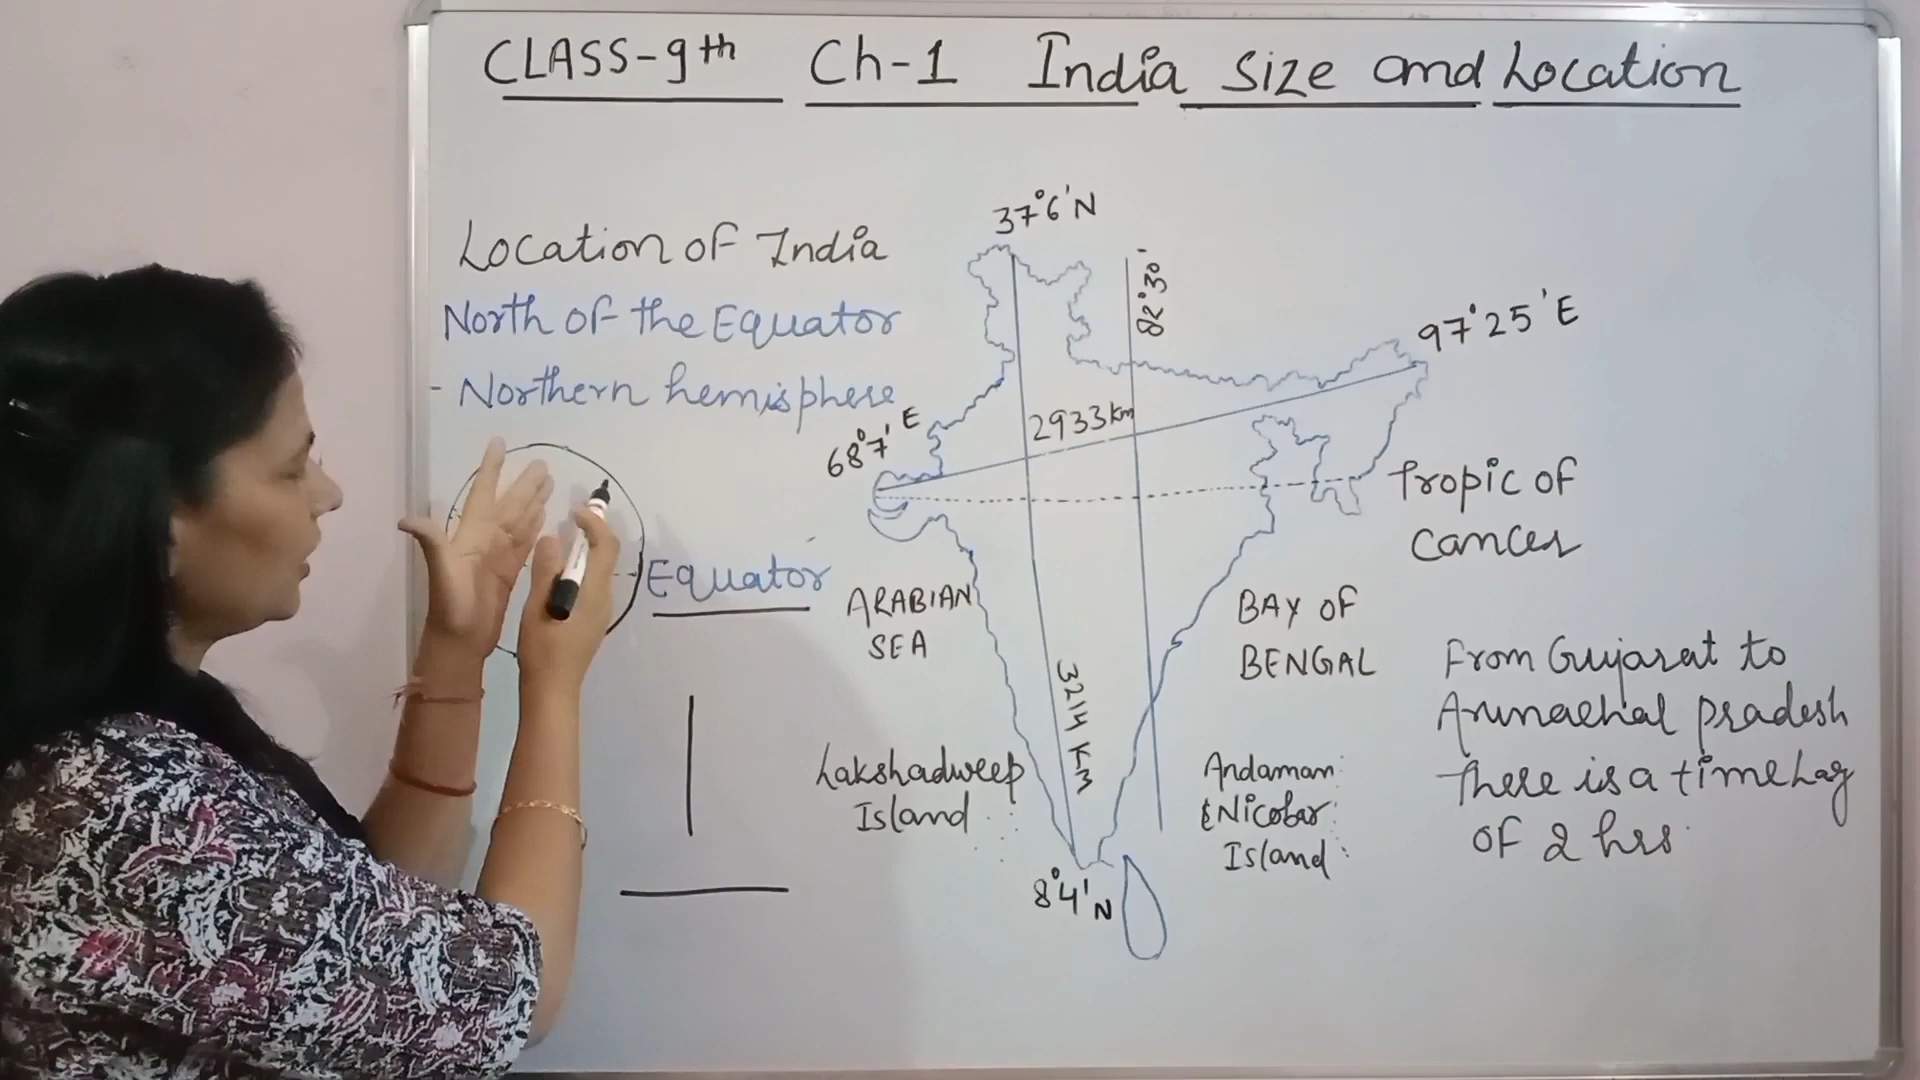 CLASS-9th Ch-1 India Size and Location
Location of India
North of the Equator
- Northern hemisphere
Equator
37°6'N
82°30'
97°25'E
68°7' E
2933 km
Tropic of
Cancer
ARABIAN
SEA
BAY OF
BENGAL
3214 KM
Lakshadweep
Island
Andaman
&Nicobar
Island
8°4'N
From Gujarat to
Arunachal pradesh
there is a time Lag
of 2 hrs.